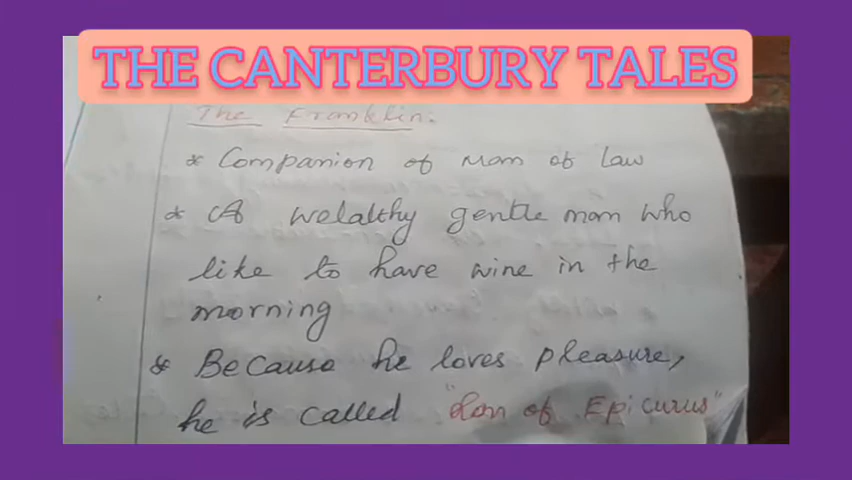 THE CANTERBURY TALES
The Franklin.
* Companion of Man of law
* A welalthy gentle man who
like to have wine in the
morning
* Because he loves pleasure,
he is called "Son of Epicurus"